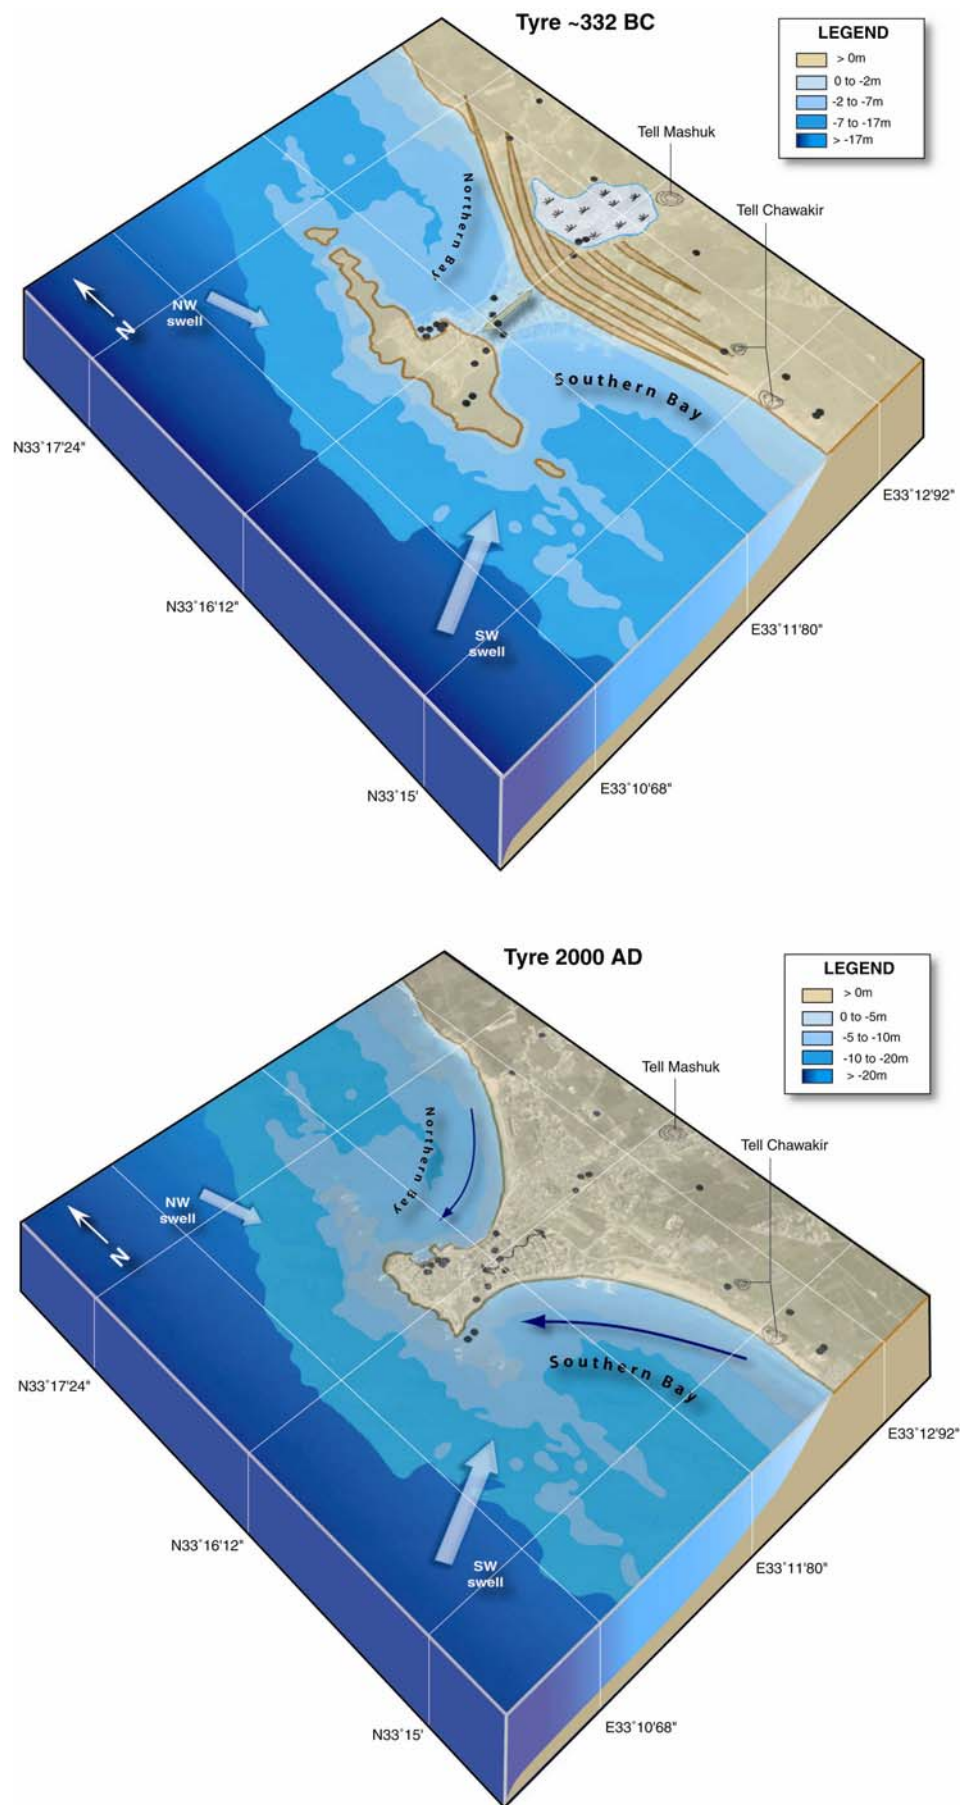 Tyre ~332 BC
LEGEND
> 0m
0 to -2m
-2 to -7m
-7 to -17m
> -17m
Tell Mashuk
Tell Chawakir
Northern Bay
Southern Bay
NW
swell
N
SW
swell
N33°17'24"
N33°16'12"
N33°15'
E33°12'92"
E33°11'80"
E33°10'68"
Tyre 2000 AD
LEGEND
> 0m
0 to -5m
-5 to -10m
-10 to -20m
> -20m
Tell Mashuk
Tell Chawakir
Northern Bay
Southern Bay
NW
swell
N
SW
swell
N33°17'24"
N33°16'12"
N33°15'
E33°12'92"
E33°11'80"
E33°10'68"